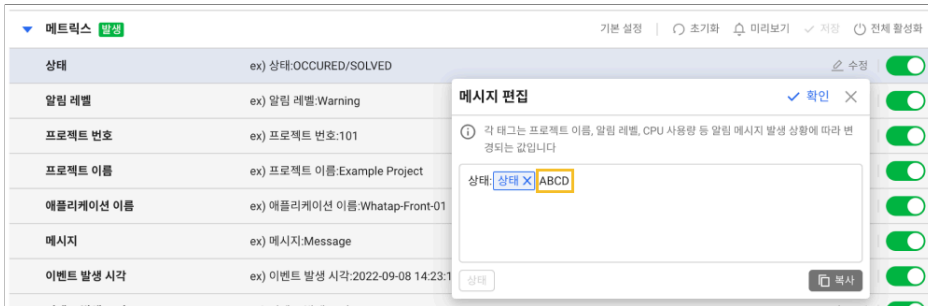 메트릭스 발생 기본 설정 초기화 미리보기 저장 전체 활성화
상태 ex) 상태:OCCURED/SOLVED 수정
알림 레벨 ex) 알림 레벨:Warning
프로젝트 번호 ex) 프로젝트 번호:101
프로젝트 이름 ex) 프로젝트 이름:Example Project
애플리케이션 이름 ex) 애플리케이션 이름:Whatap-Front-01
메시지 ex) 메시지:Message
이벤트 발생 시각 ex) 이벤트 발생 시각:2022-09-08 14:23:1
메시지 편집 확인
각 태그는 프로젝트 이름, 알림 레벨, CPU 사용량 등 알림 메시지 발생 상황에 따라 변
경되는 값입니다
상태: 상태 X ABCD
상태 복사